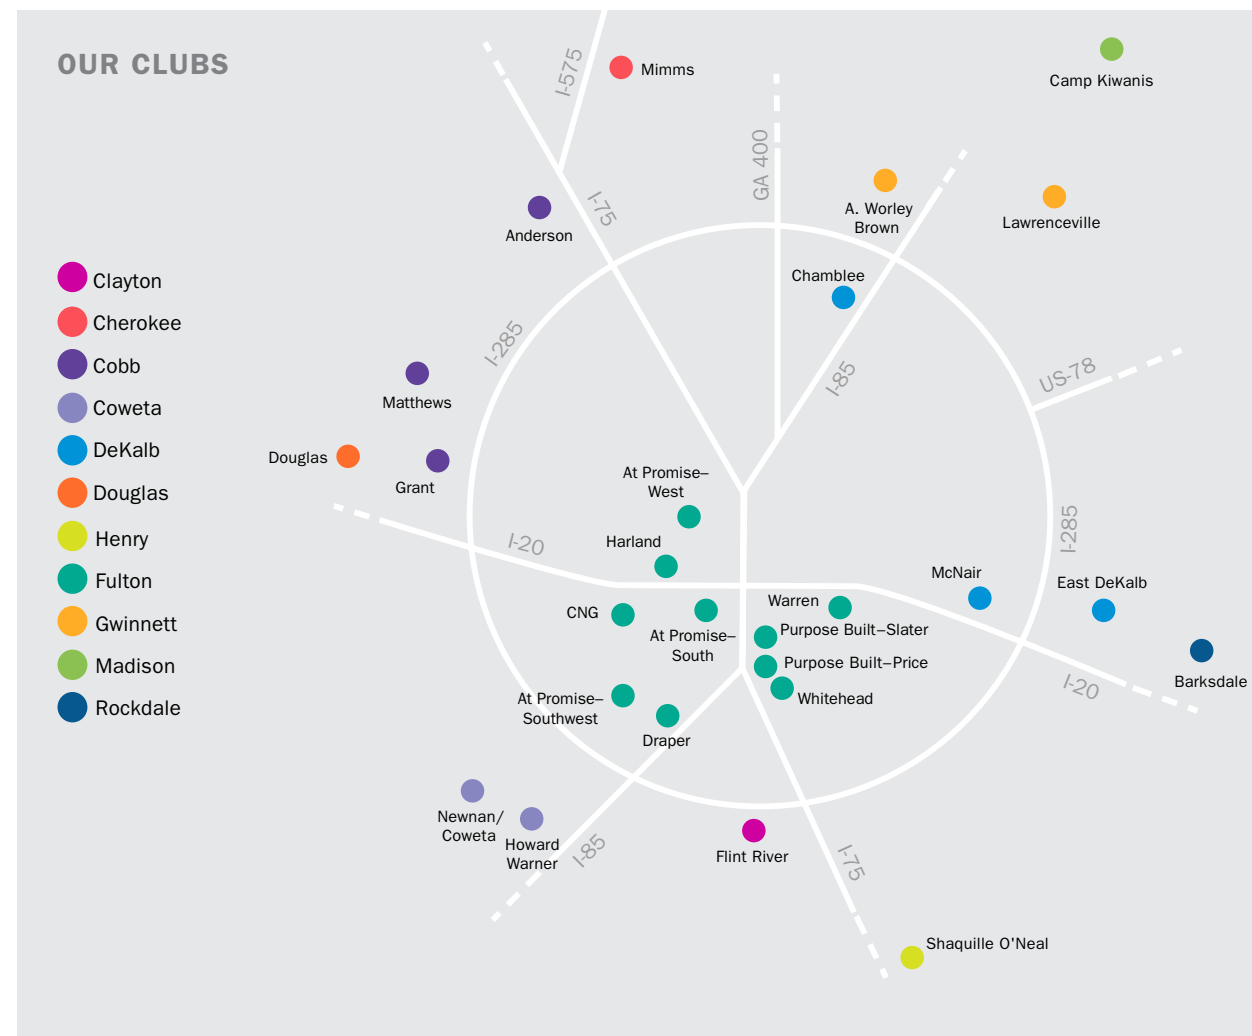 OUR CLUBS
Clayton
Cherokee
Cobb
Coweta
DeKalb
Douglas
Henry
Fulton
Gwinnett
Madison
Rockdale
I-575
Mimms
Camp Kiwanis
GA 400
I-75
Anderson
A. Worley
Brown
Lawrenceville
Chamblee
I-285
I-85
US-78
Matthews
Douglas
Grant
At Promise–
West
I-20
Harland
I-285
McNair
East DeKalb
CNG
At Promise–
South
Warren
Purpose Built–Slater
Purpose Built–Price
Whitehead
I-20
Barksdale
At Promise–
Southwest
Draper
Newnan/
Coweta
Howard
Warner
I-85
Flint River
I-75
Shaquille O'Neal